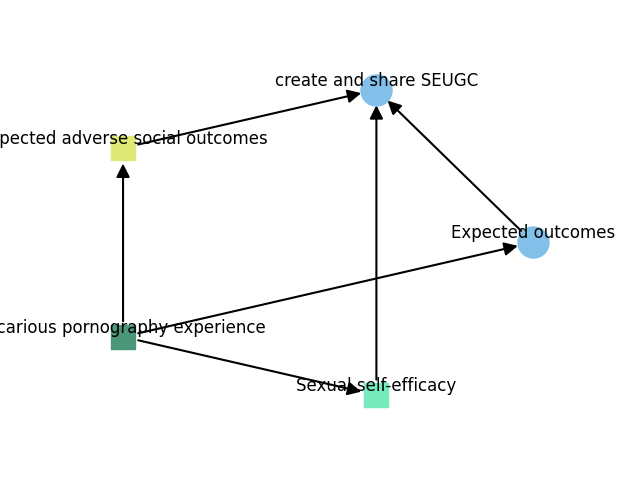 create and share SEUGC
pected adverse social outcomes
Expected outcomes
carious pornography experience
Sexual self-efficacy